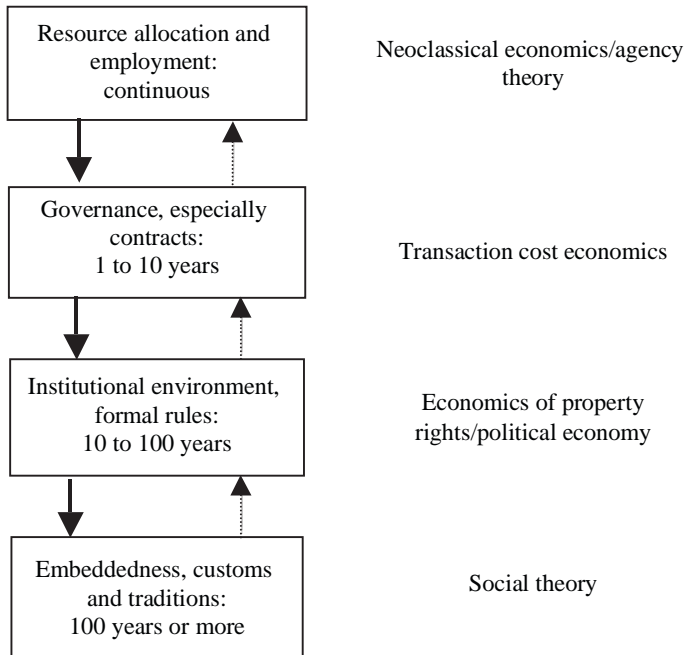 Resource allocation and
employment:
continuous
Neoclassical economics/agency
theory
Governance, especially
contracts:
1 to 10 years
Transaction cost economics
Institutional environment,
formal rules:
10 to 100 years
Economics of property
rights/political economy
Embeddedness, customs
and traditions:
100 years or more
Social theory